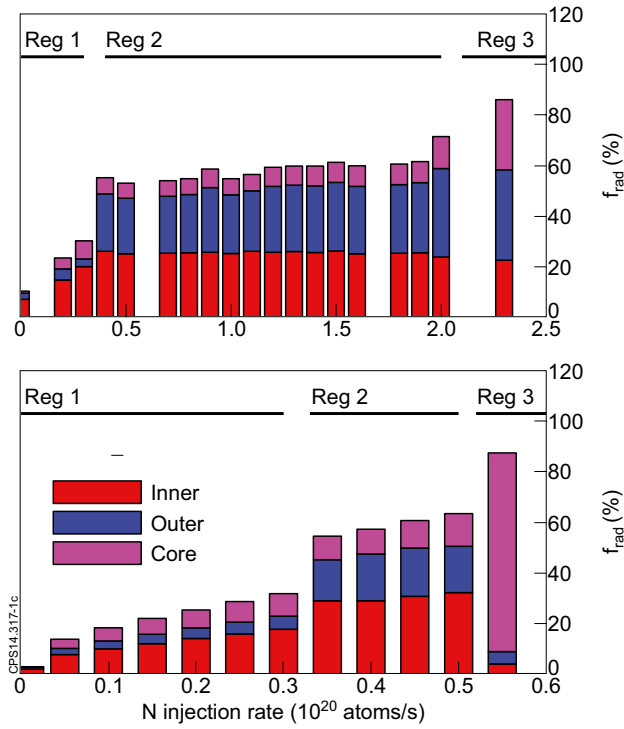 120
Reg 1 Reg 2 Reg 3
100
80
60
40
20
0
f_rad (%)
0 0.5 1.0 1.5 2.0 2.5
120
Reg 1 Reg 2 Reg 3
100
80
60
40
20
0
f_rad (%)
–
Inner
Outer
Core
CPS14.317-1c
0 0.1 0.2 0.3 0.4 0.5 0.6
N injection rate (10²⁰ atoms/s)